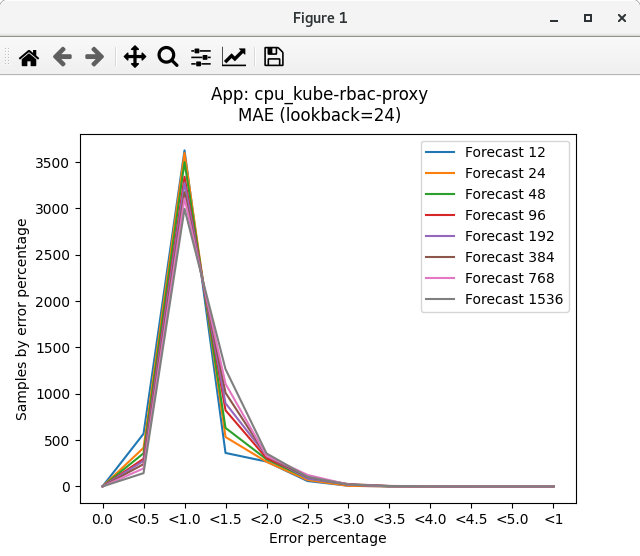 Figure 1
App: cpu_kube-rbac-proxy
MAE (lookback=24)
Samples by error percentage
3500
3000
2500
2000
1500
1000
500
0
Forecast 12
Forecast 24
Forecast 48
Forecast 96
Forecast 192
Forecast 384
Forecast 768
Forecast 1536
0.0 <0.5 <1.0 <1.5 <2.0 <2.5 <3.0 <3.5 <4.0 <4.5 <5.0 <1
Error percentage